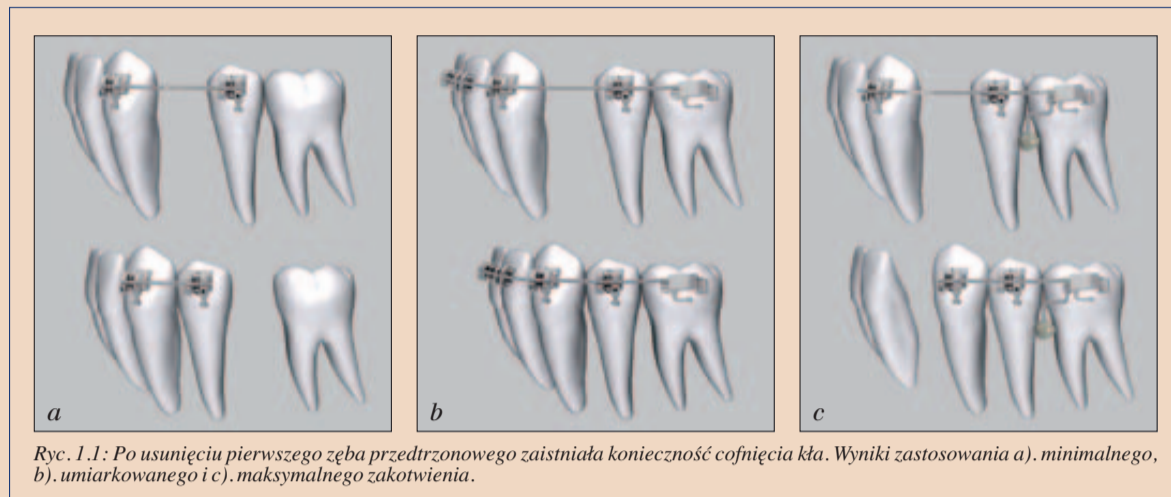 a
b
c
Ryc. 1.1: Po usunięciu pierwszego zęba przedtrzonowego zaistniała konieczność cofnięcia kła. Wyniki zastosowania a). minimalnego,
b). umiarkowanego i c). maksymalnego zakotwienia.